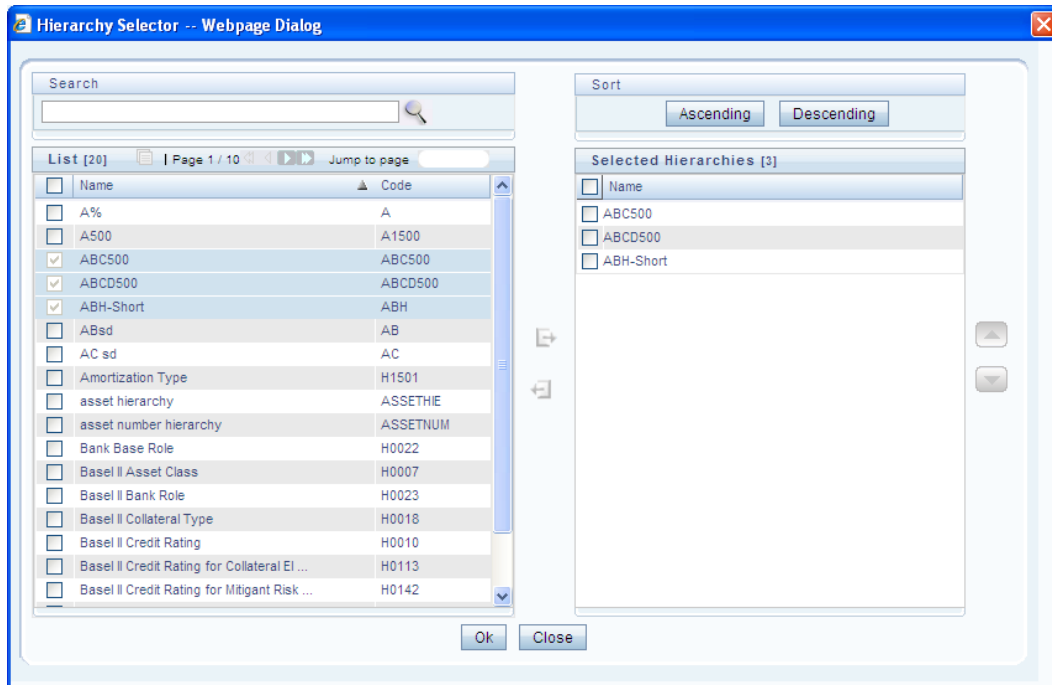 Hierarchy Selector -- Webpage Dialog
Search
Sort
Ascending Descending
List [20] | Page 1 / 10 Jump to page
Selected Hierarchies [3]
Name Code
Name
A% A
A500 A1500
ABC500 ABC500
ABCD500 ABCD500
ABH-Short ABH
ABsd AB
AC sd AC
Amortization Type H1501
asset hierarchy ASSETHIE
asset number hierarchy ASSETNUM
Bank Base Role H0022
Basel II Asset Class H0007
Basel II Bank Role H0023
Basel II Collateral Type H0018
Basel II Credit Rating H0010
Basel II Credit Rating for Collateral El ... H0113
Basel II Credit Rating for Mitigant Risk ... H0142
ABC500
ABCD500
ABH-Short
Ok Close